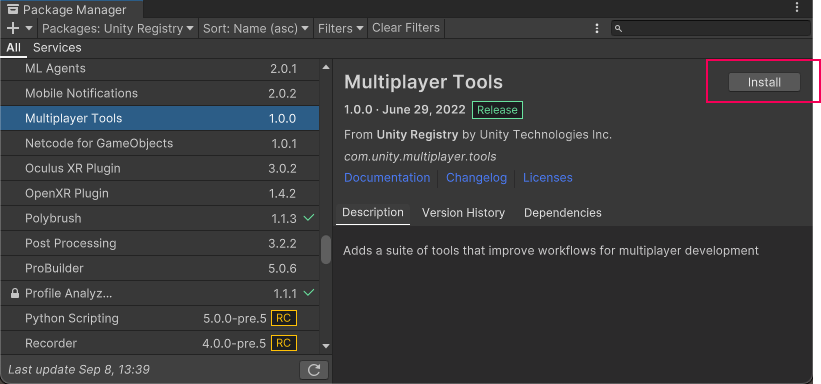 Package Manager
Packages: Unity Registry
Sort: Name (asc)
Filters
Clear Filters
All
Services
ML Agents 2.0.1
Mobile Notifications 2.0.2
Multiplayer Tools 1.0.0
Netcode for GameObjects 1.0.1
Oculus XR Plugin 3.0.2
OpenXR Plugin 1.4.2
Polybrush 1.1.3
Post Processing 3.2.2
ProBuilder 5.0.6
Profile Analyz... 1.1.1
Python Scripting 5.0.0-pre.5 RC
Recorder 4.0.0-pre.5 RC
Last update Sep 8, 13:39
Multiplayer Tools
Install
1.0.0 · June 29, 2022 Release
From Unity Registry by Unity Technologies Inc.
com.unity.multiplayer.tools
Documentation Changelog Licenses
Description Version History Dependencies
Adds a suite of tools that improve workflows for multiplayer development